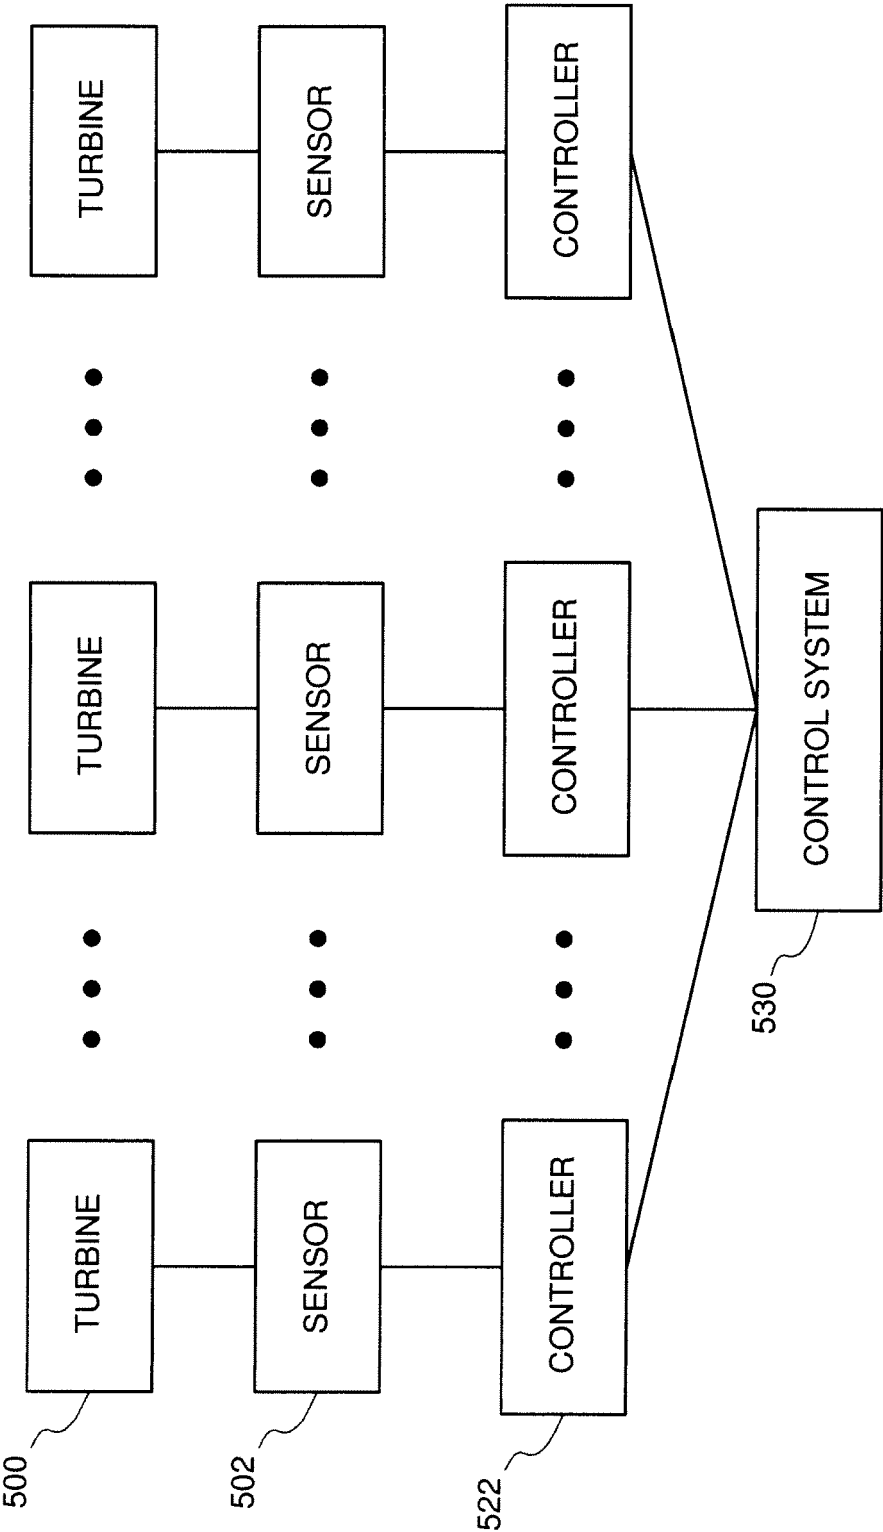 TURBINE
TURBINE
TURBINE
SENSOR
SENSOR
SENSOR
CONTROLLER
CONTROLLER
CONTROLLER
CONTROL SYSTEM
500
502
522
530